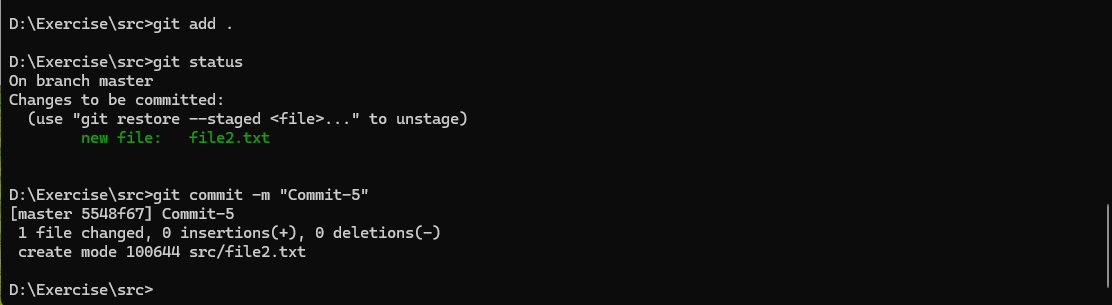 D:\Exercise\src>git add .
D:\Exercise\src>git status
On branch master
Changes to be committed:
  (use "git restore --staged <file>..." to unstage)
        new file:   file2.txt
D:\Exercise\src>git commit -m "Commit-5"
[master 5548f67] Commit-5
 1 file changed, 0 insertions(+), 0 deletions(-)
 create mode 100644 src/file2.txt
D:\Exercise\src>